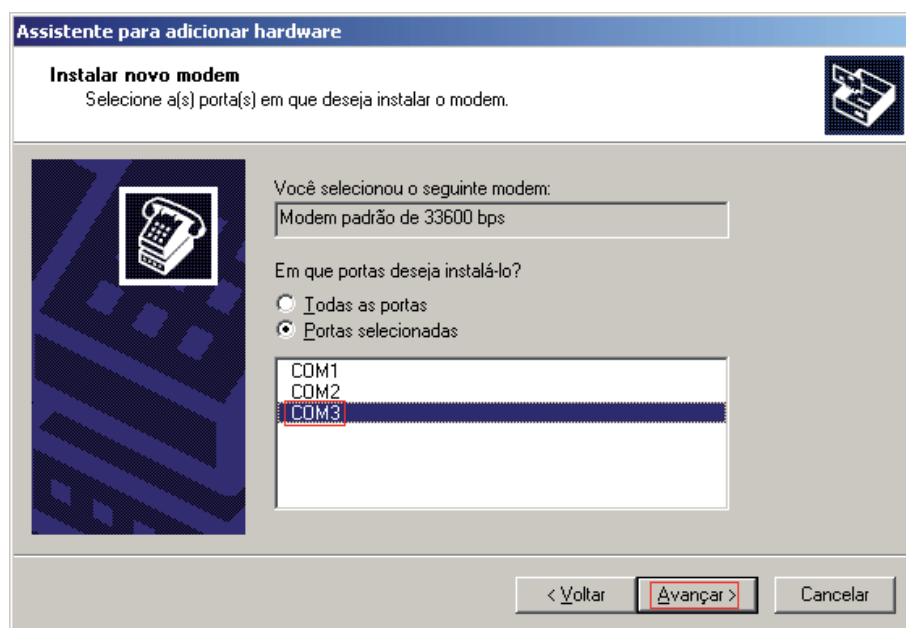 Assistente para adicionar hardware
Instalar novo modem
Selecione a(s) porta(s) em que deseja instalar o modem.
Você selecionou o seguinte modem:
Modem padrão de 33600 bps
Em que portas deseja instalá-lo?
Todas as portas
Portas selecionadas
COM1
COM2
COM3
< Voltar Avançar > Cancelar